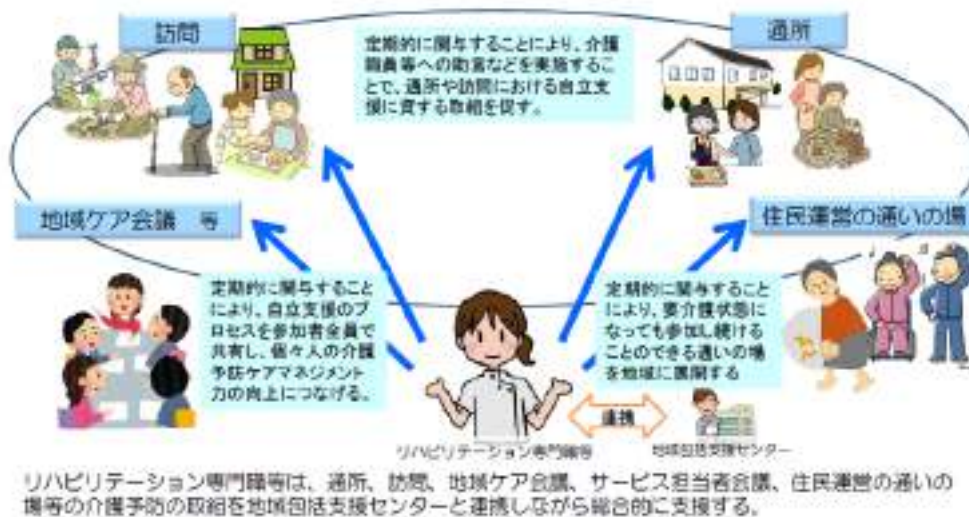 訪問
通所
定期的に関与することにより、介護
職員等への助言などを実施するこ
とで、通所や訪問における自立支
援に資する取組を促す。
地域ケア会議 等
住民運営の通いの場
定期的に関与すること
により、自立支援のプ
ロセスを参加者全員で
共有し、個々人の介護
予防ケアマネジメント
力の向上につなげる。
定期的に関与すること
により、要介護状態に
なっても参加し続ける
ことのできる通いの場
を地域に展開する
連携
リハビリテーション専門職等
地域包括支援センター
リハビリテーション専門職等は、通所、訪問、地域ケア会議、サービス担当者会議、住民運営の通いの
場等の介護予防の取組を地域包括支援センターと連携しながら総合的に支援する。